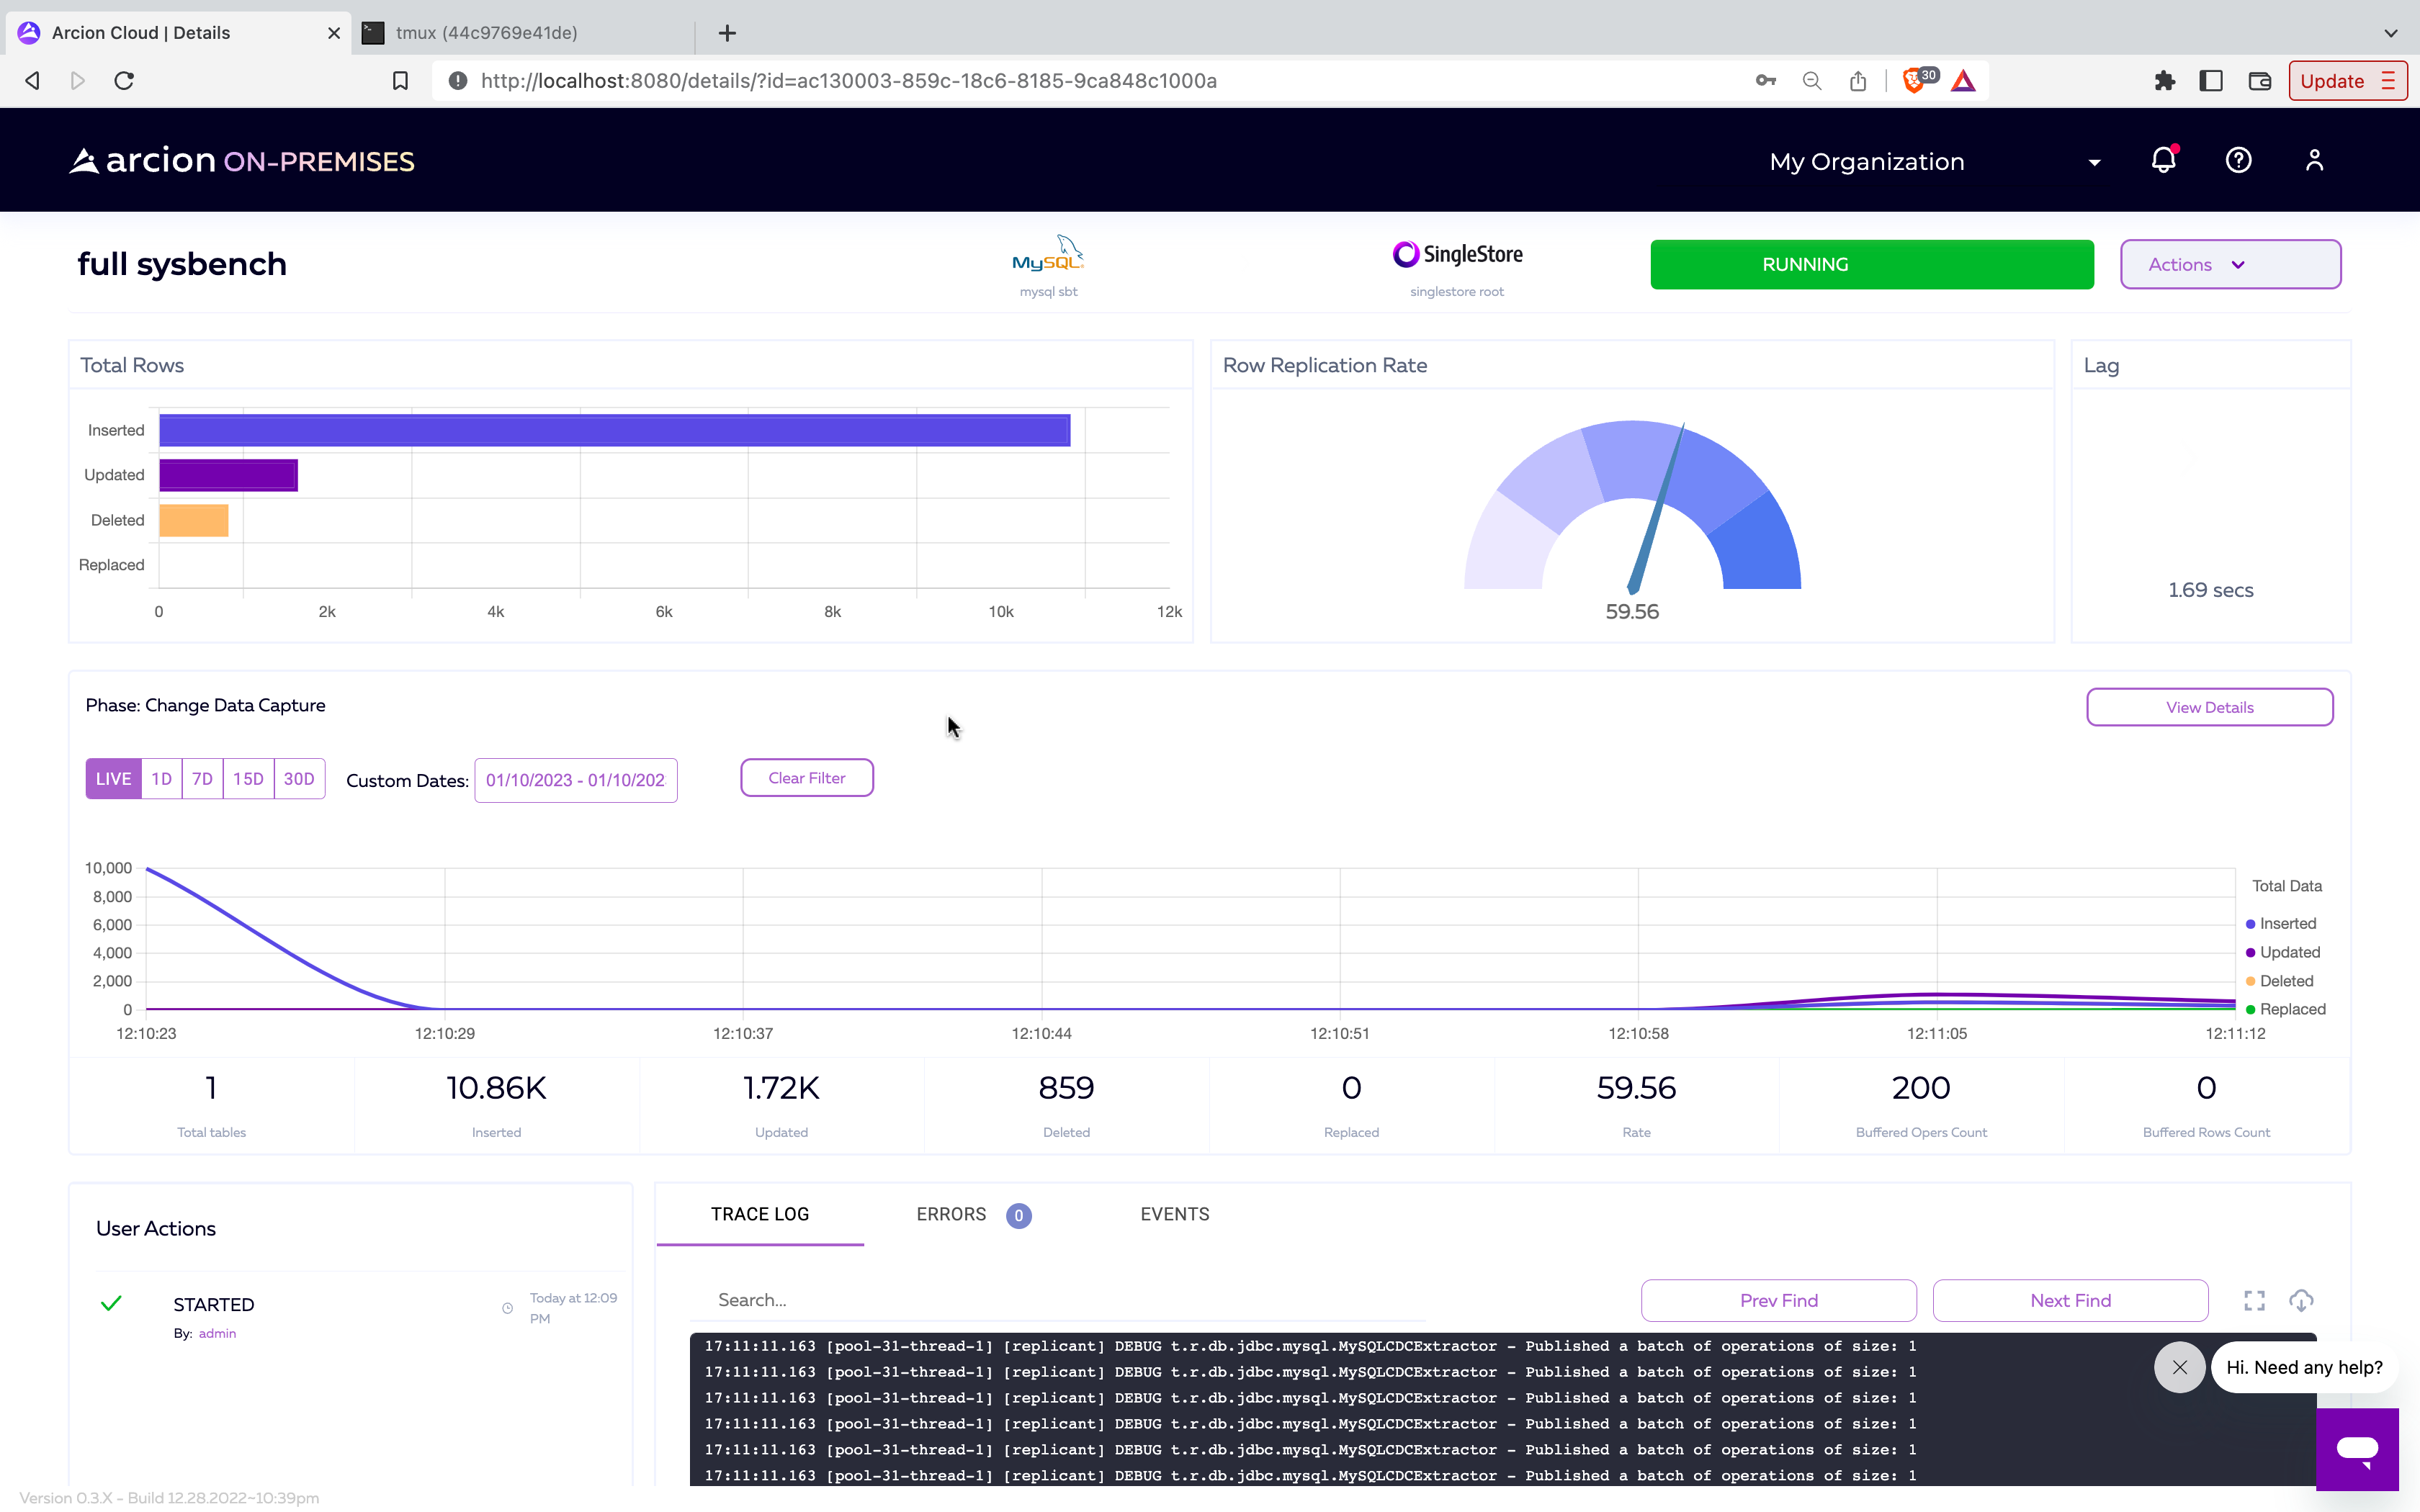 Arcion Cloud | Details
tmux (44c9769e41de)
http://localhost:8080/details/?id=ac130003-859c-18c6-8185-9ca848c1000a
30
Update
arcion ON-PREMISES
My Organization
full sysbench
MySQL
mysql sbt
SingleStore
singlestore root
RUNNING
Actions
Total Rows
Inserted
Updated
Deleted
Replaced
0 2k 4k 6k 8k 10k 12k
Row Replication Rate
59.56
Lag
1.69 secs
Phase: Change Data Capture
View Details
LIVE 1D 7D 15D 30D
Custom Dates: 01/10/2023 - 01/10/202
Clear Filter
10,000
8,000
6,000
4,000
2,000
0
12:10:23 12:10:29 12:10:37 12:10:44 12:10:51 12:10:58 12:11:05 12:11:12
Total Data
Inserted
Updated
Deleted
Replaced
1 10.86K 1.72K 859 0 59.56 200 0
Total tables Inserted Updated Deleted Replaced Rate Buffered Opers Count Buffered Rows Count
User Actions
STARTED
By: admin
Today at 12:09
PM
TRACE LOG ERRORS 0 EVENTS
Search...
Prev Find
Next Find
17:11:11.163 [pool-31-thread-1] [replicant] DEBUG t.r.db.jdbc.mysql.MySQLCDCExtractor - Published a batch of operations of size: 1
17:11:11.163 [pool-31-thread-1] [replicant] DEBUG t.r.db.jdbc.mysql.MySQLCDCExtractor - Published a batch of operations of size: 1
17:11:11.163 [pool-31-thread-1] [replicant] DEBUG t.r.db.jdbc.mysql.MySQLCDCExtractor - Published a batch of operations of size: 1
17:11:11.163 [pool-31-thread-1] [replicant] DEBUG t.r.db.jdbc.mysql.MySQLCDCExtractor - Published a batch of operations of size: 1
17:11:11.163 [pool-31-thread-1] [replicant] DEBUG t.r.db.jdbc.mysql.MySQLCDCExtractor - Published a batch of operations of size: 1
17:11:11.163 [pool-31-thread-1] [replicant] DEBUG t.r.db.jdbc.mysql.MySQLCDCExtractor - Published a batch of operations of size: 1
Hi. Need any help?
Version 0.3.X - Build 12.28.2022~10:39pm